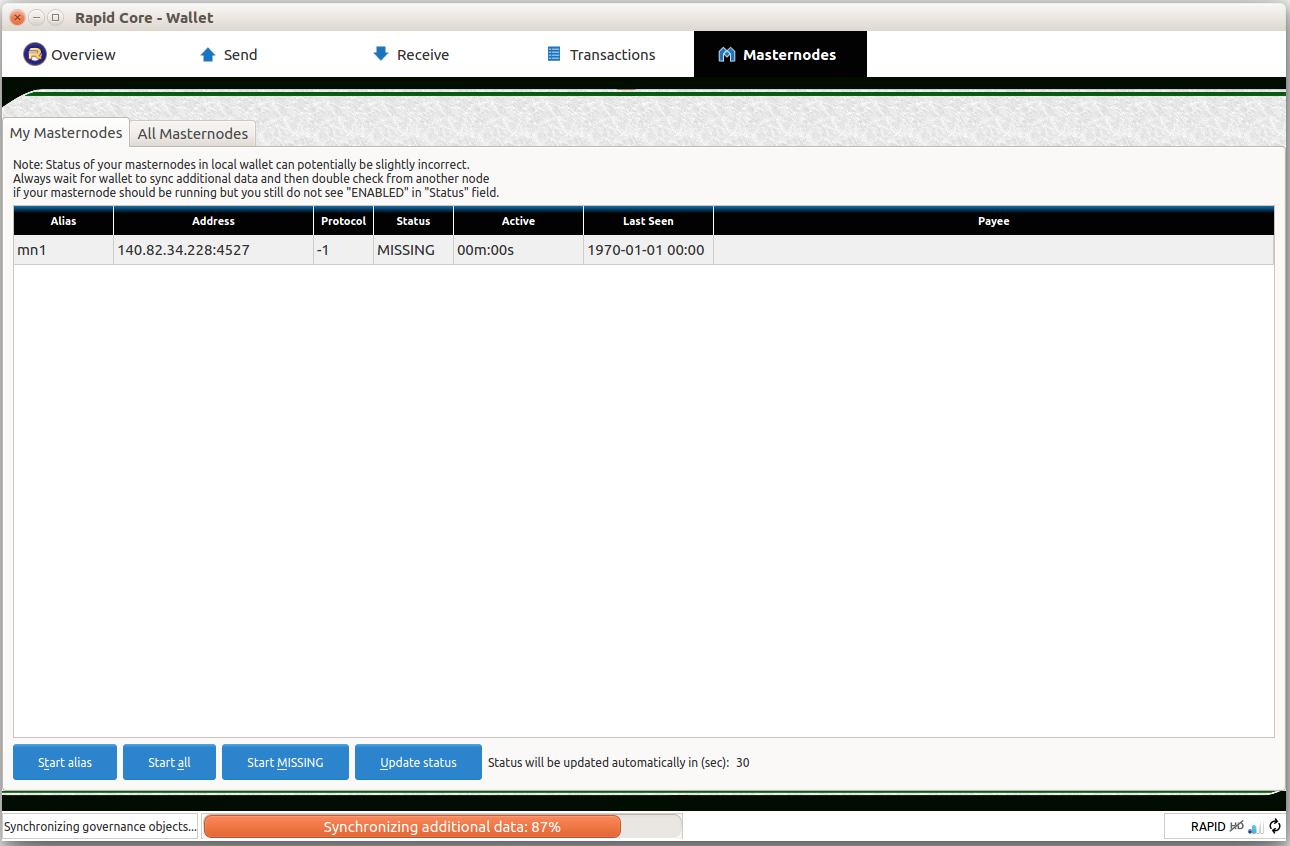 Rapid Core - Wallet
Overview
Send
Receive
Transactions
Masternodes
My Masternodes
All Masternodes
Note: Status of your masternodes in local wallet can potentially be slightly incorrect.
Always wait for wallet to sync additional data and then double check from another node
if your masternode should be running but you still do not see "ENABLED" in "Status" field.
Alias Address Protocol Status Active Last Seen Payee
mn1 140.82.34.228:4527 -1 MISSING 00m:00s 1970-01-01 00:00
Start alias
Start all
Start MISSING
Update status
Status will be updated automatically in (sec): 30
Synchronizing governance objects...
Synchronizing additional data: 87%
RAPID HD